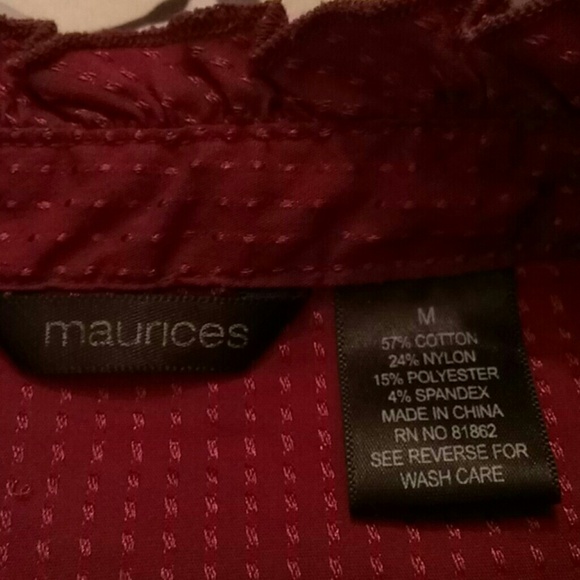 maurices
M
57% COTTON
24% NYLON
15% POLYESTER
4% SPANDEX
MADE IN CHINA
RN NO 81862
SEE REVERSE FOR
WASH CARE